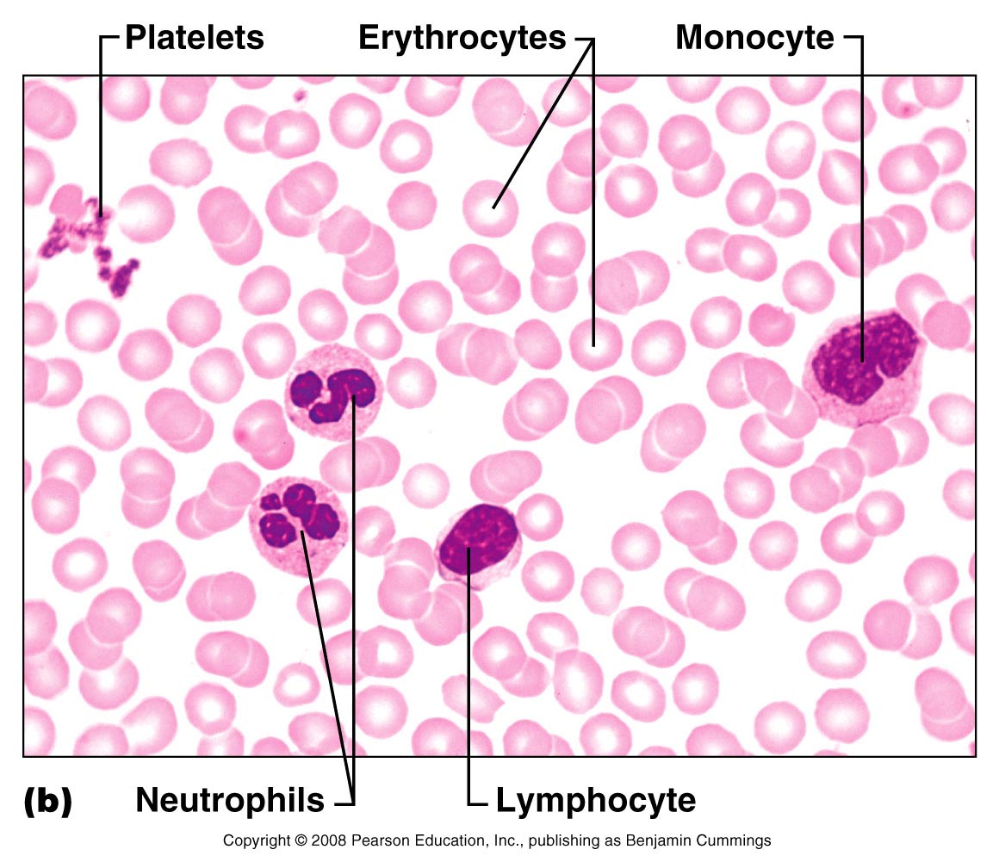 Platelets
Erythrocytes
Monocyte
(b)
Neutrophils
Lymphocyte
Copyright © 2008 Pearson Education, Inc., publishing as Benjamin Cummings